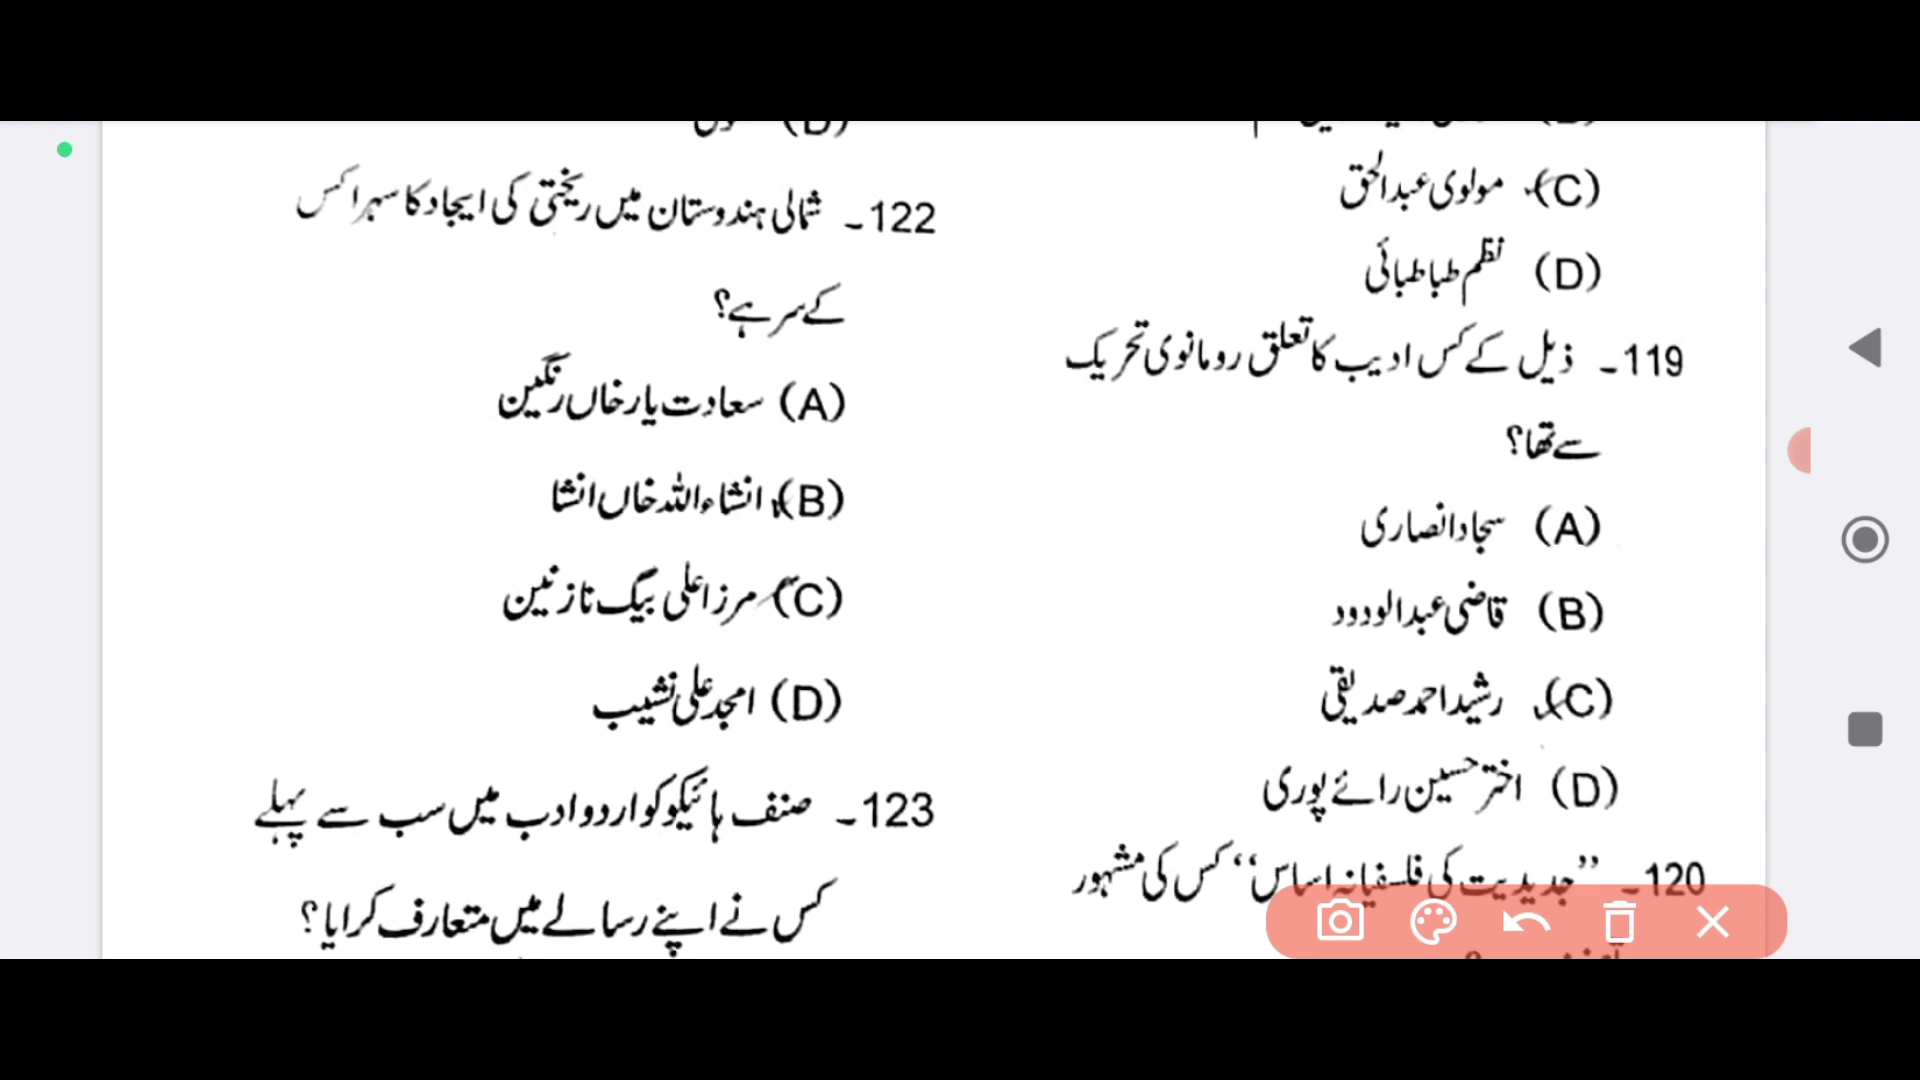 (C) مولوی عبدالحق
(D) نظم طباطبائی
119۔ ذیل کے کس ادیب کا تعلق رومانوی تحریک
سے تھا؟
(A) سجاد انصاری
(B) قاضی عبدالودود
(C) رشید احمد صدیقی
(D) اختر حسین رائے پوری
120۔ ”جدیدیت کی فلسفیانہ اساس“ کس کی مشہور
(D)
122۔ شمالی ہندوستان میں ریختی کی ایجاد کا سہرا کس
کے سر ہے؟
(A) سعادت یار خاں رنگین
(B) انشاء اللہ خاں انشا
(C) مرزا علی بیگ نازنین
(D) امجد علی نشیب
123۔ صنف ہائیکو کو اردو ادب میں سب سے پہلے
کس نے اپنے رسالے میں متعارف کرایا؟